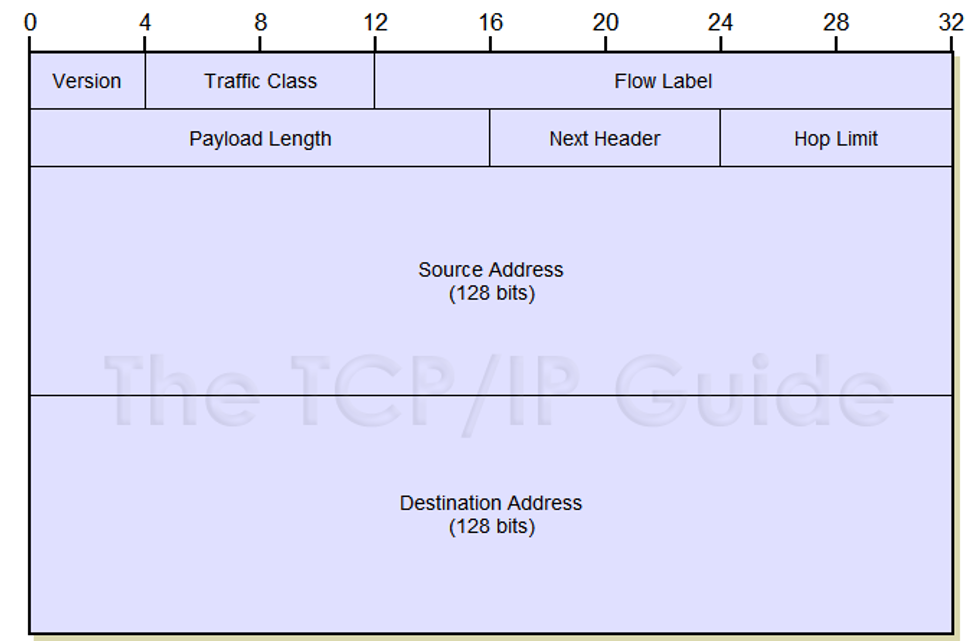 0 4 8 12 16 20 24 28 32
Version Traffic Class Flow Label
Payload Length Next Header Hop Limit
Source Address
(128 bits)
The TCP/IP Guide
Destination Address
(128 bits)